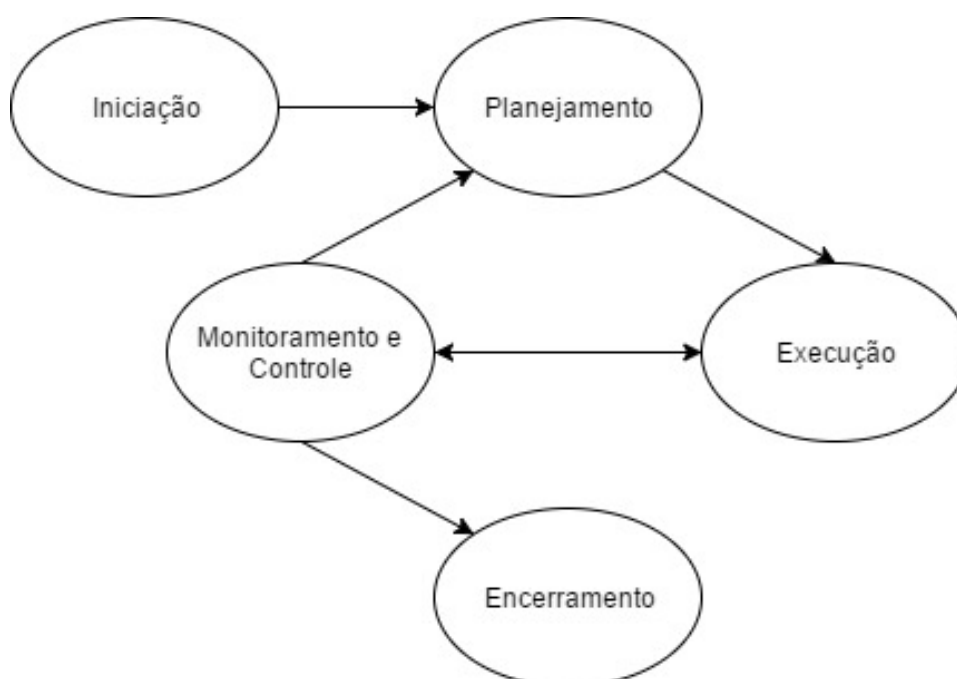 Iniciação
Planejamento
Monitoramento e
Controle
Execução
Encerramento